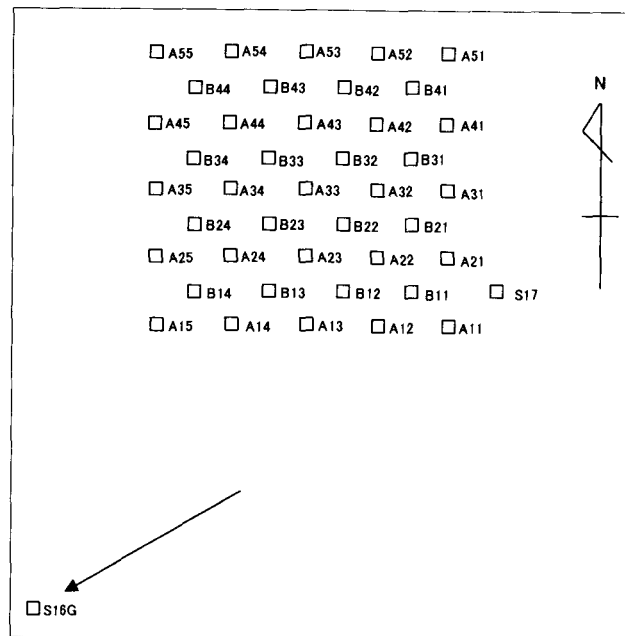 A55 A54 A53 A52 A51
B44 B43 B42 B41
N
A45 A44 A43 A42 A41
B34 B33 B32 B31
A35 A34 A33 A32 A31
B24 B23 B22 B21
A25 A24 A23 A22 A21
B14 B13 B12 B11 S17
A15 A14 A13 A12 A11
S16G